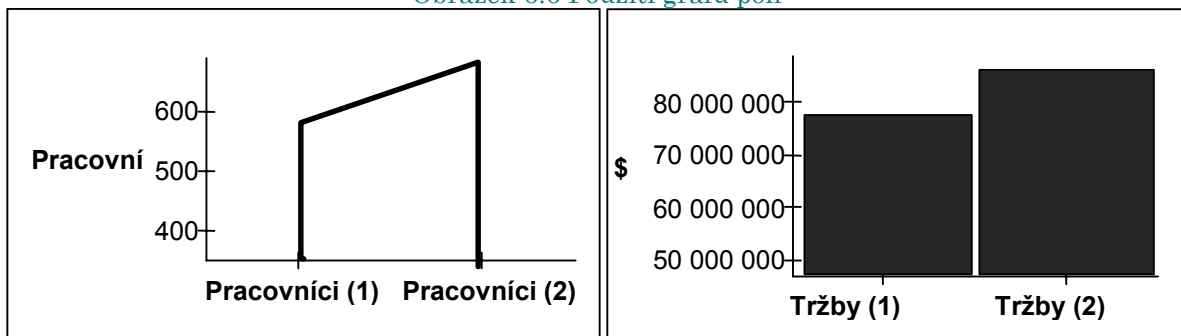 600
Pracovní
500
400
Pracovníci (1) Pracovníci (2)
80 000 000
$ 70 000 000
60 000 000
50 000 000
Tržby (1) Tržby (2)